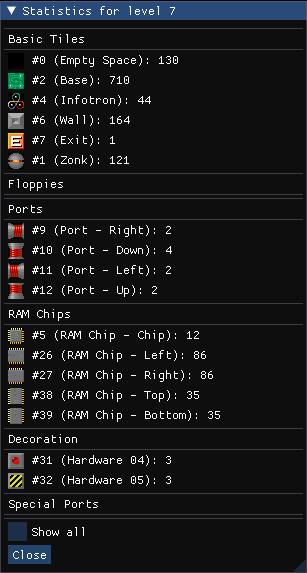 Statistics for level 7
Basic Tiles
#0 (Empty Space): 130
#2 (Base): 710
#4 (Infotron): 44
#6 (Wall): 164
#7 (Exit): 1
#1 (Zonk): 121
Floppies
Ports
#9 (Port - Right): 2
#10 (Port - Down): 4
#11 (Port - Left): 2
#12 (Port - Up): 2
RAM Chips
#5 (RAM Chip - Chip): 12
#26 (RAM Chip - Left): 86
#27 (RAM Chip - Right): 86
#38 (RAM Chip - Top): 35
#39 (RAM Chip - Bottom): 35
Decoration
#31 (Hardware 04): 3
#32 (Hardware 05): 3
Special Ports
Show all
Close